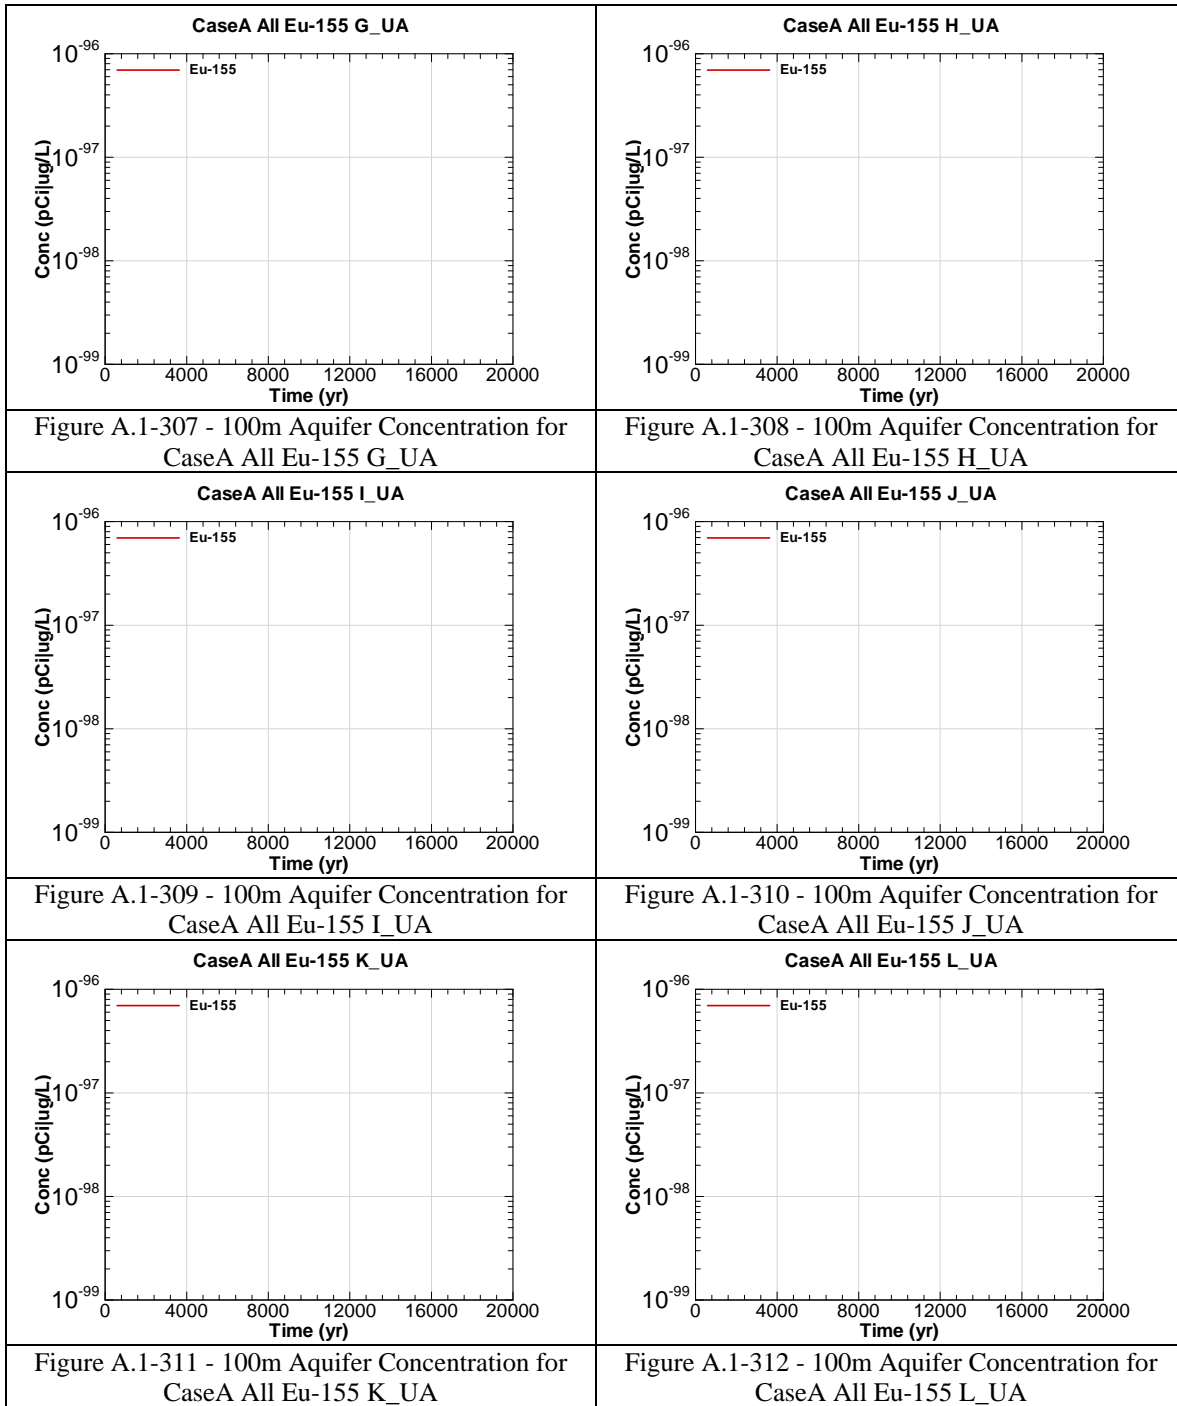 CaseA All Eu-155 G_UA
10-96
Eu-155
10-97
10-98
10-99
Conc (pCi|ug/L)
0 4000 8000 12000 16000 20000
Time (yr)
Figure A.1-307 - 100m Aquifer Concentration for
CaseA All Eu-155 G_UA
CaseA All Eu-155 H_UA
10-96
Eu-155
10-97
10-98
10-99
Conc (pCi|ug/L)
0 4000 8000 12000 16000 20000
Time (yr)
Figure A.1-308 - 100m Aquifer Concentration for
CaseA All Eu-155 H_UA
CaseA All Eu-155 I_UA
10-96
Eu-155
10-97
10-98
10-99
Conc (pCi|ug/L)
0 4000 8000 12000 16000 20000
Time (yr)
Figure A.1-309 - 100m Aquifer Concentration for
CaseA All Eu-155 I_UA
CaseA All Eu-155 J_UA
10-96
Eu-155
10-97
10-98
10-99
Conc (pCi|ug/L)
0 4000 8000 12000 16000 20000
Time (yr)
Figure A.1-310 - 100m Aquifer Concentration for
CaseA All Eu-155 J_UA
CaseA All Eu-155 K_UA
10-96
Eu-155
10-97
10-98
10-99
Conc (pCi|ug/L)
0 4000 8000 12000 16000 20000
Time (yr)
Figure A.1-311 - 100m Aquifer Concentration for
CaseA All Eu-155 K_UA
CaseA All Eu-155 L_UA
10-96
Eu-155
10-97
10-98
10-99
Conc (pCi|ug/L)
0 4000 8000 12000 16000 20000
Time (yr)
Figure A.1-312 - 100m Aquifer Concentration for
CaseA All Eu-155 L_UA